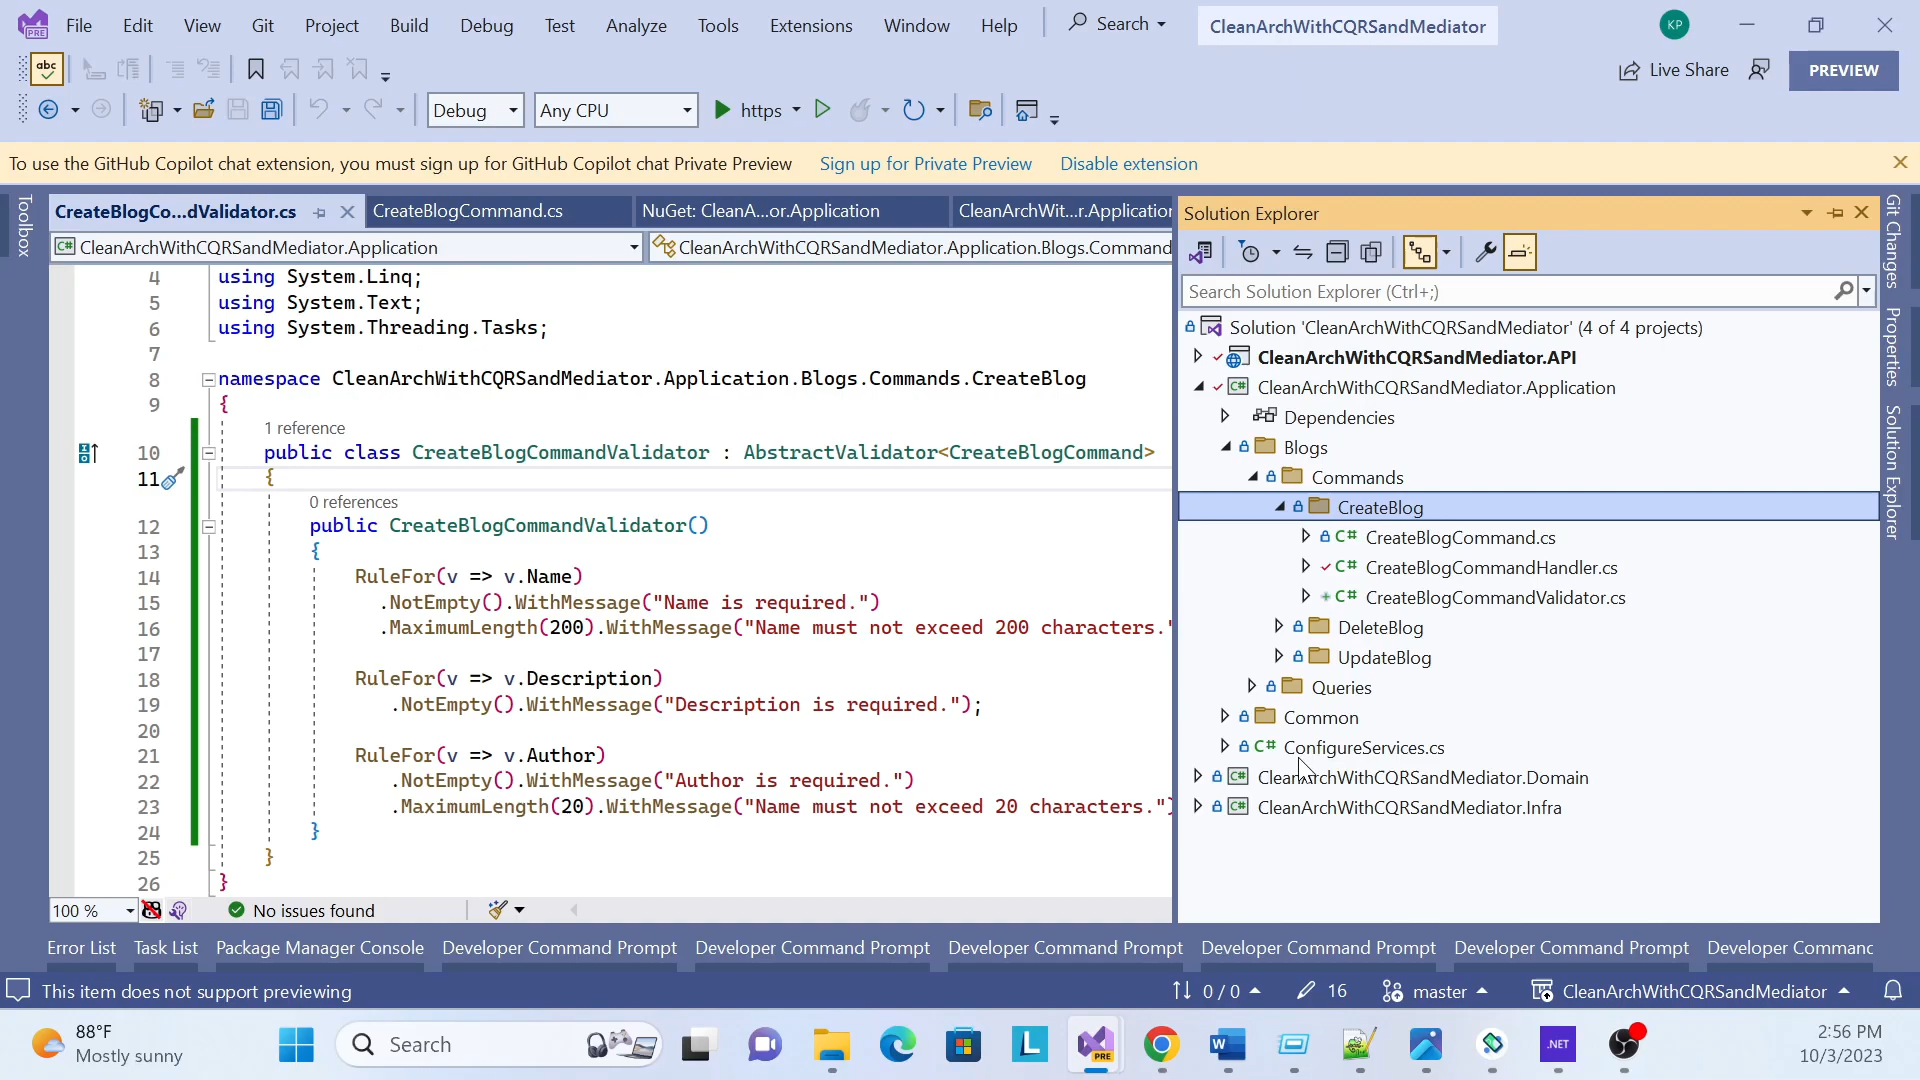 File Edit View Git Project Build Debug Test Analyze Tools Extensions Window Help Search CleanArchWithCQRSandMediator KP
abc Live Share PREVIEW
Debug Any CPU https
To use the GitHub Copilot chat extension, you must sign up for GitHub Copilot chat Private Preview Sign up for Private Preview Disable extension
Toolbox
CreateBlogCo...dValidator.cs CreateBlogCommand.cs NuGet: CleanA...or.Application CleanArchWit...r.Application
CleanArchWithCQRSandMediator.Application CleanArchWithCQRSandMediator.Application.Blogs.Command
4 using System.Linq;
5 using System.Text;
6 using System.Threading.Tasks;
7
8 namespace CleanArchWithCQRSandMediator.Application.Blogs.Commands.CreateBlog
9 {
1 reference
10 public class CreateBlogCommandValidator : AbstractValidator<CreateBlogCommand>
11 {
0 references
12 public CreateBlogCommandValidator()
13 {
14 RuleFor(v => v.Name)
15 .NotEmpty().WithMessage("Name is required.")
16 .MaximumLength(200).WithMessage("Name must not exceed 200 characters."
17
18 RuleFor(v => v.Description)
19 .NotEmpty().WithMessage("Description is required.");
20
21 RuleFor(v => v.Author)
22 .NotEmpty().WithMessage("Author is required.")
23 .MaximumLength(20).WithMessage("Name must not exceed 20 characters.")
24 }
25 }
26 }
100 % No issues found
Solution Explorer
Search Solution Explorer (Ctrl+;)
Solution 'CleanArchWithCQRSandMediator' (4 of 4 projects)
CleanArchWithCQRSandMediator.API
C# CleanArchWithCQRSandMediator.Application
Dependencies
Blogs
Commands
CreateBlog
C# CreateBlogCommand.cs
C# CreateBlogCommandHandler.cs
C# CreateBlogCommandValidator.cs
DeleteBlog
UpdateBlog
Queries
Common
C# ConfigureServices.cs
C# CleanArchWithCQRSandMediator.Domain
C# CleanArchWithCQRSandMediator.Infra
Git Changes
Properties
Solution Explorer
Error List Task List Package Manager Console Developer Command Prompt Developer Command Prompt Developer Command Prompt Developer Command Prompt Developer Command Prompt Developer Commanc
This item does not support previewing 0 / 0 16 master CleanArchWithCQRSandMediator
88°F
Mostly sunny
Search
L PRE W .NET
2:56 PM
10/3/2023